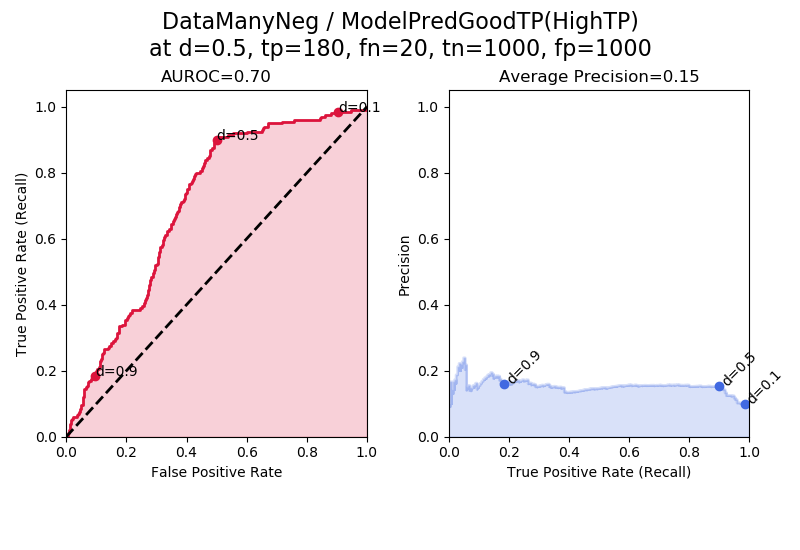 DataManyNeg / ModelPredGoodTP(HighTP)
at d=0.5, tp=180, fn=20, tn=1000, fp=1000
AUROC=0.70
1.0
0.8
0.6
0.4
0.2
0.0
True Positive Rate (Recall)
d=0.1
d=0.5
d=0.9
0.0 0.2 0.4 0.6 0.8 1.0
False Positive Rate
Average Precision=0.15
1.0
0.8
0.6
0.4
0.2
0.0
Precision
d=0.9
d=0.5
d=0.1
0.0 0.2 0.4 0.6 0.8 1.0
True Positive Rate (Recall)